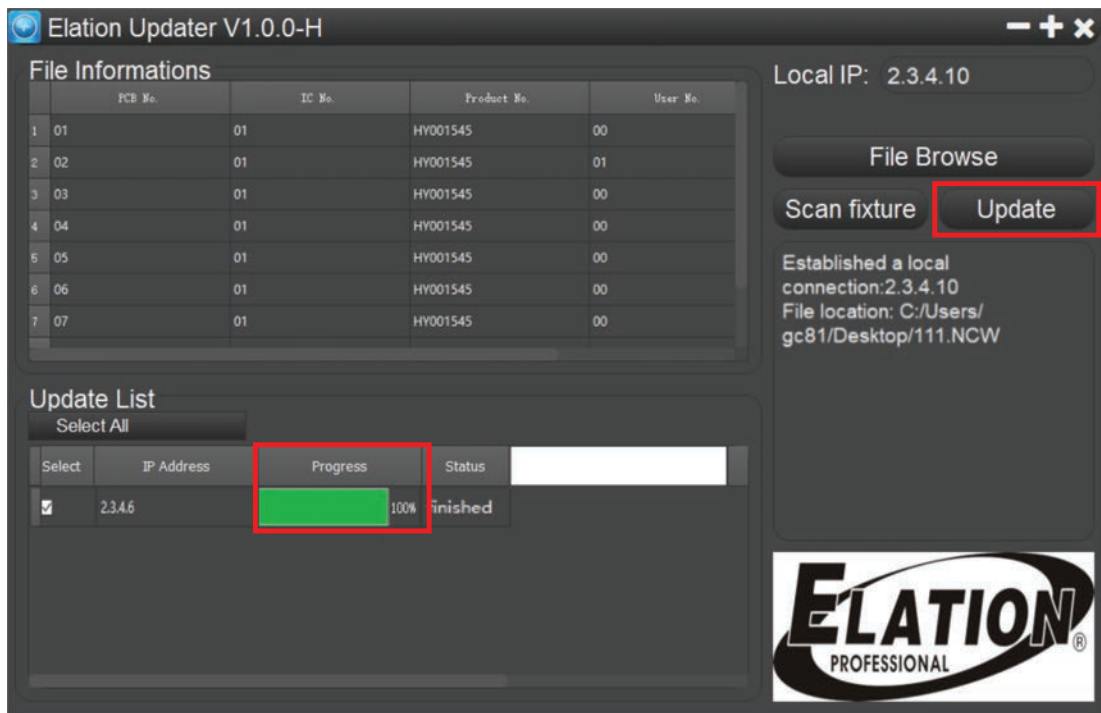 Elation Updater V1.0.0-H
File Informations
PCB No. IC No. Product No. User No.
1 01 01 HY001545 00
2 02 01 HY001545 01
3 03 01 HY001545 00
4 04 01 HY001545 00
5 05 01 HY001545 00
6 06 01 HY001545 00
7 07 01 HY001545 00
Update List
Select All
Select IP Address Progress Status
2.3.4.6 100% finished
Local IP: 2.3.4.10
File Browse
Scan fixture Update
Established a local
connection:2.3.4.10
File location: C:/Users/
gc81/Desktop/111.NCW
ELATION®
PROFESSIONAL